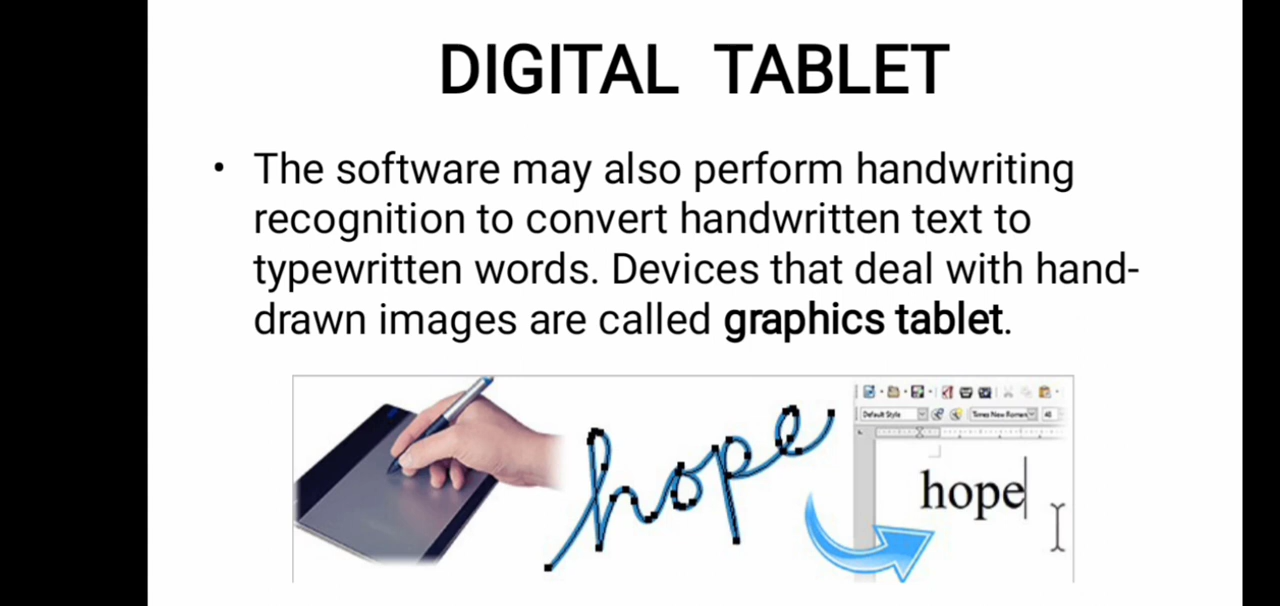 DIGITAL TABLET
• The software may also perform handwriting
recognition to convert handwritten text to
typewritten words. Devices that deal with hand-
drawn images are called graphics tablet.
hope
Default Style
Times New Roman
48
hope